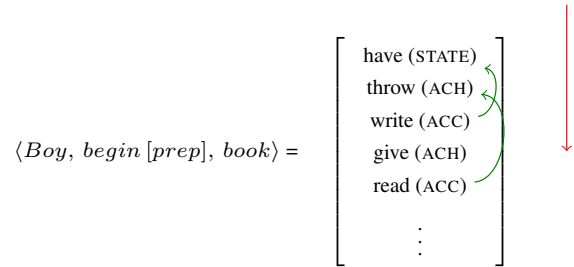 have (STATE)
throw (ACH)
write (ACC)
⟨Boy, begin [prep], book⟩ =
give (ACH)
read (ACC)
⋮